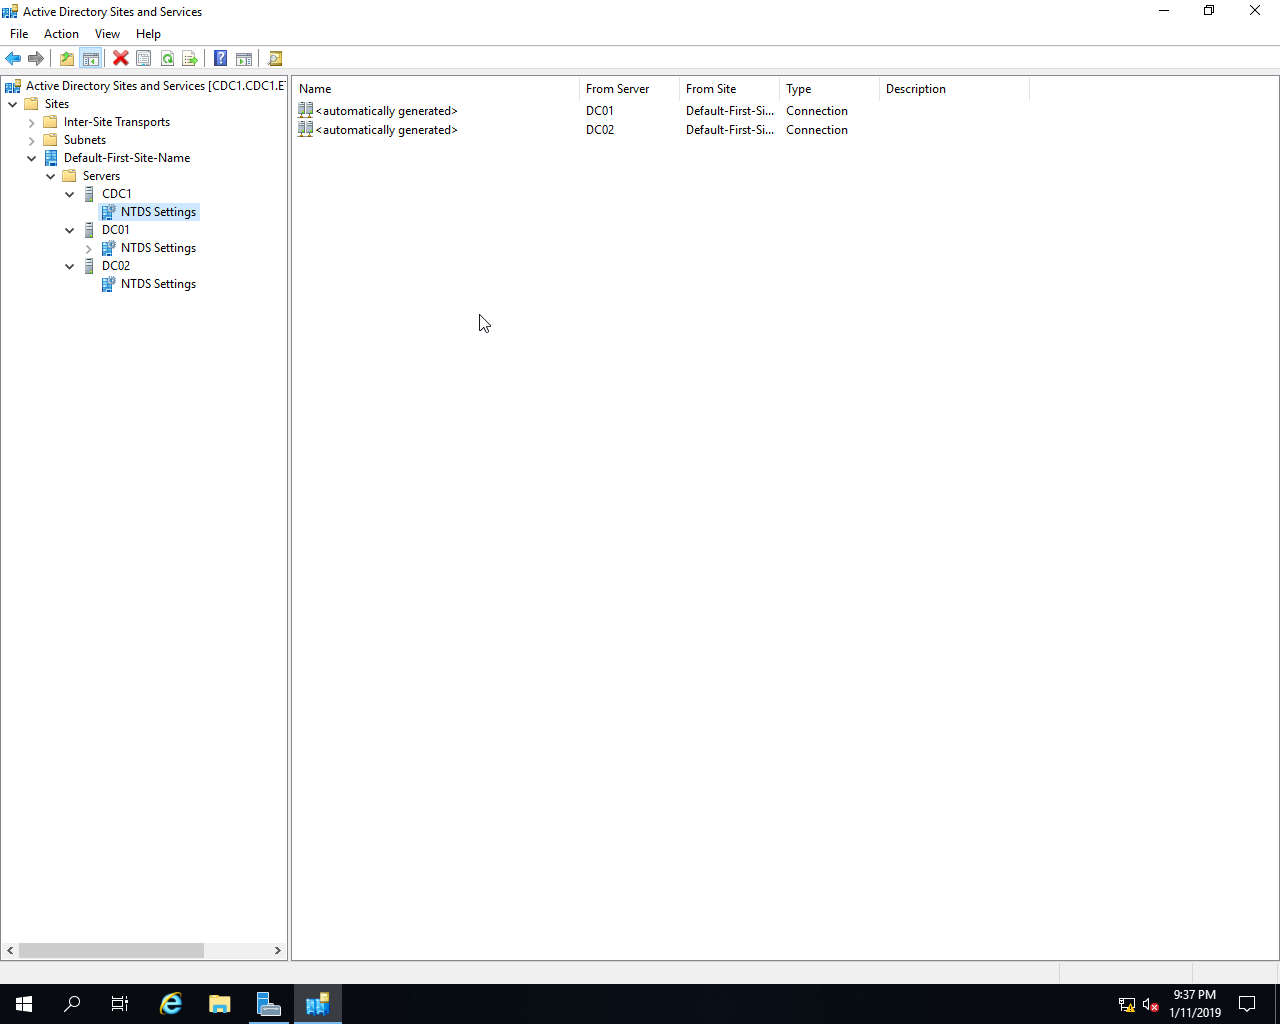 Active Directory Sites and Services
File Action View Help
Active Directory Sites and Services [CDC1.CDC1.E
Sites
Inter-Site Transports
Subnets
Default-First-Site-Name
Servers
CDC1
NTDS Settings
DC01
NTDS Settings
DC02
NTDS Settings
Name From Server From Site Type Description
<automatically generated> DC01 Default-First-Si... Connection
<automatically generated> DC02 Default-First-Si... Connection
9:37 PM
1/11/2019